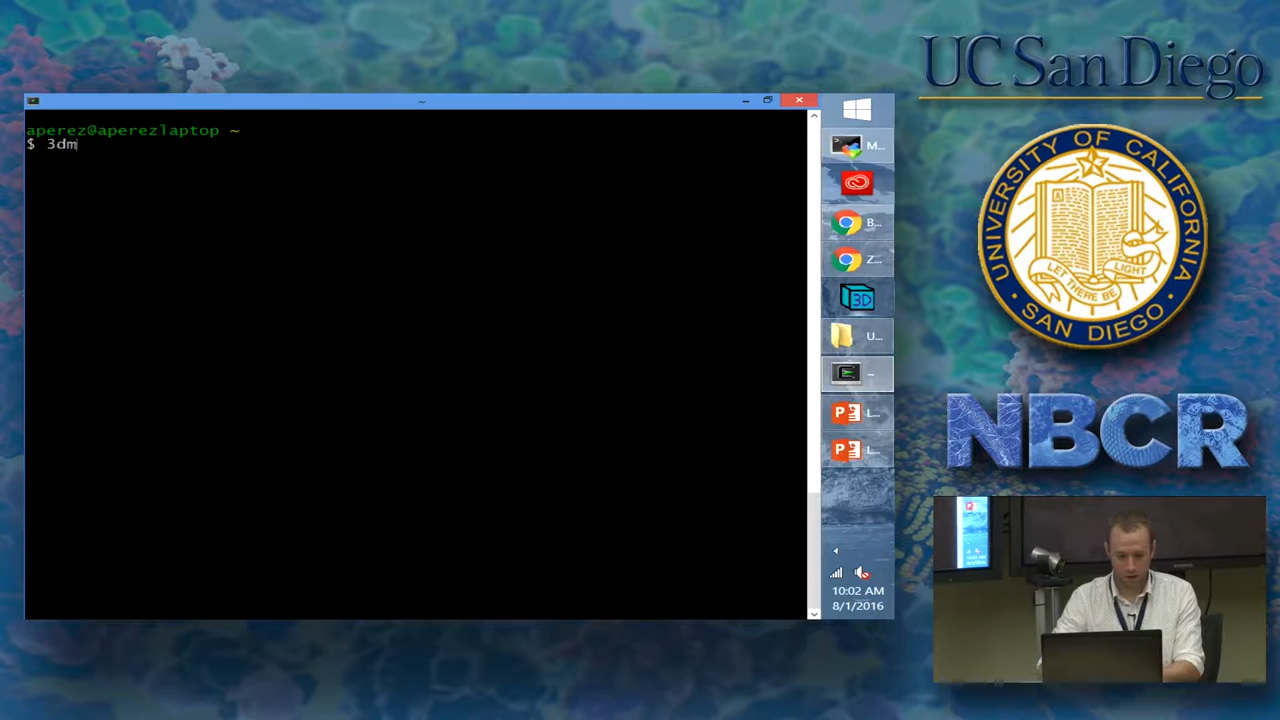 UC San Diego
aperez@aperezlaptop ~
$ 3dm
~
M...
B...
Z...
3D
U...
~
P
L...
P
L...
10:02 AM
8/1/2016
UNIVERSITY OF CALIFORNIA
A
LET THERE BE LIGHT
SAN DIEGO
NBCR